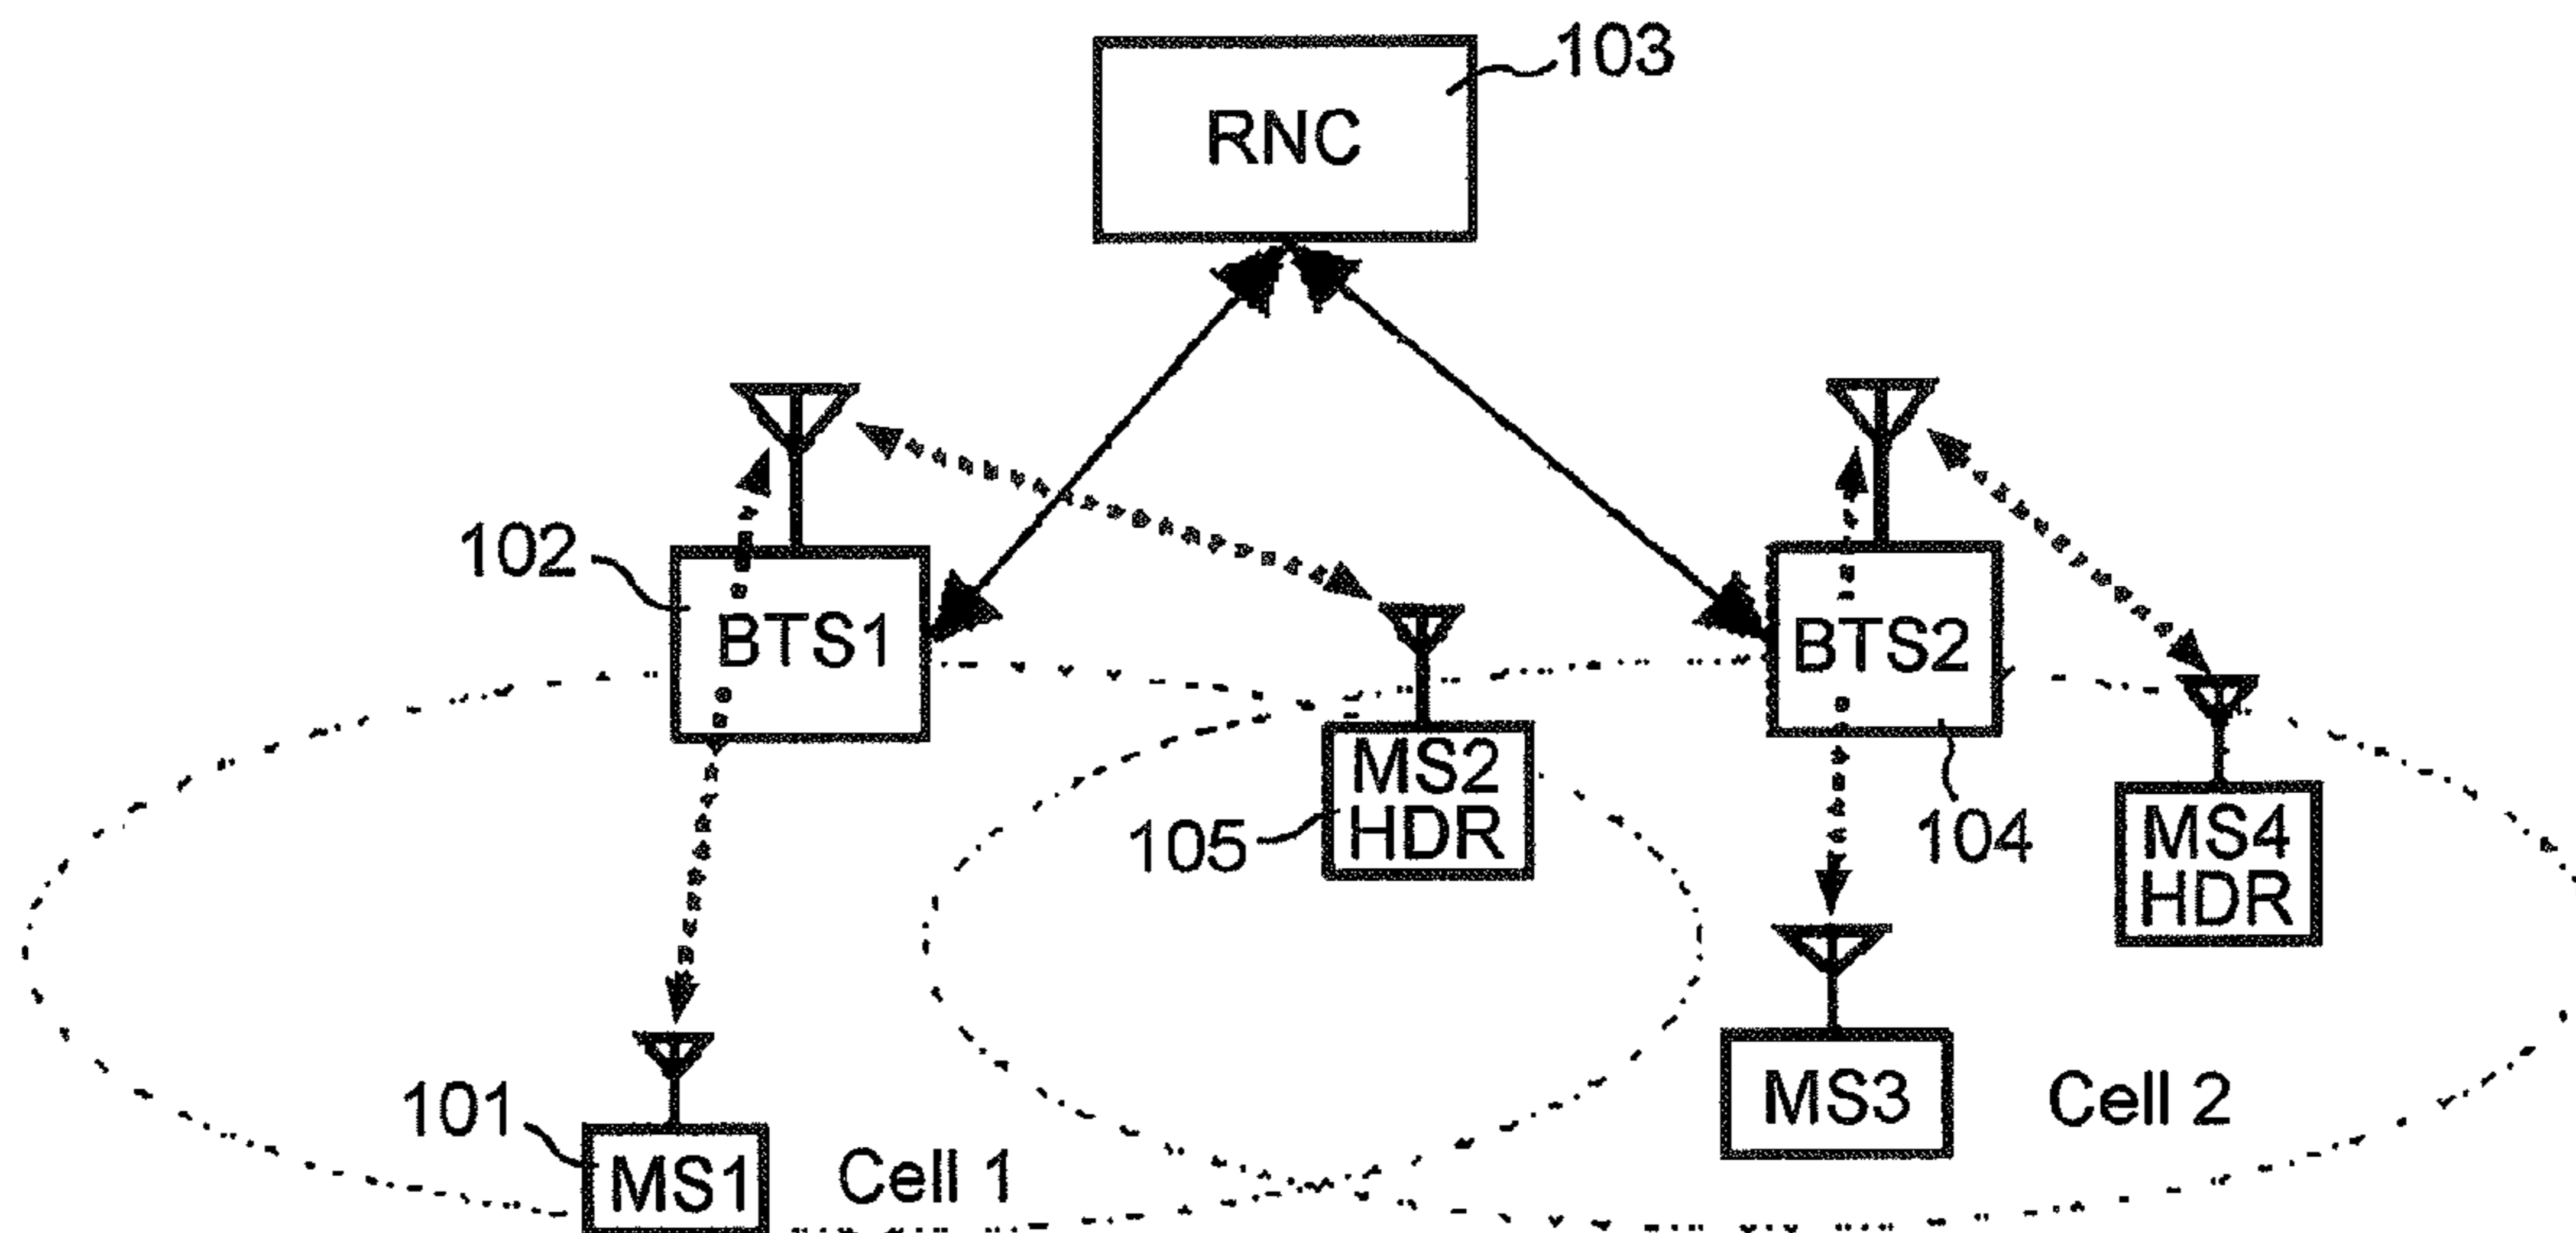 103
RNC
102
BTS1
BTS2
MS2
HDR
105
104
MS4
HDR
101
MS1
Cell 1
MS3
Cell 2